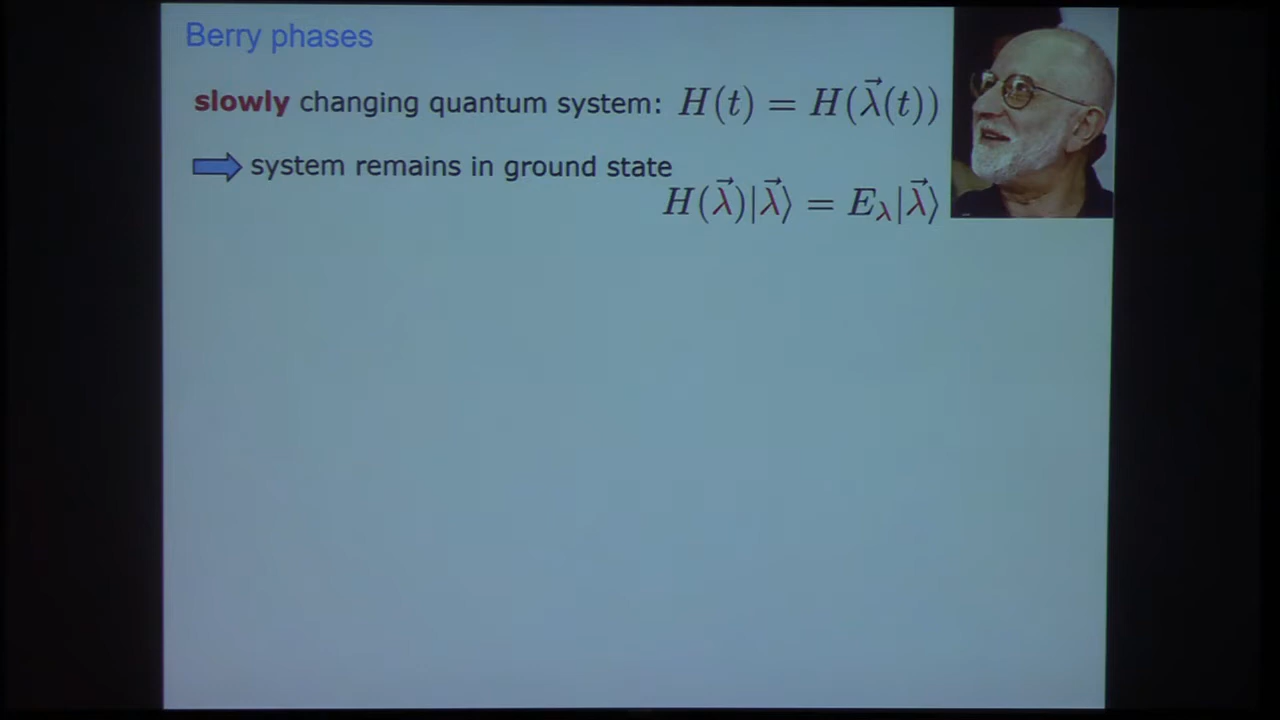 Berry phases
slowly changing quantum system: H(t) = H(λ⃗(t))
system remains in ground state
H(λ⃗)|λ⃗⟩ = E_λ|λ⃗⟩